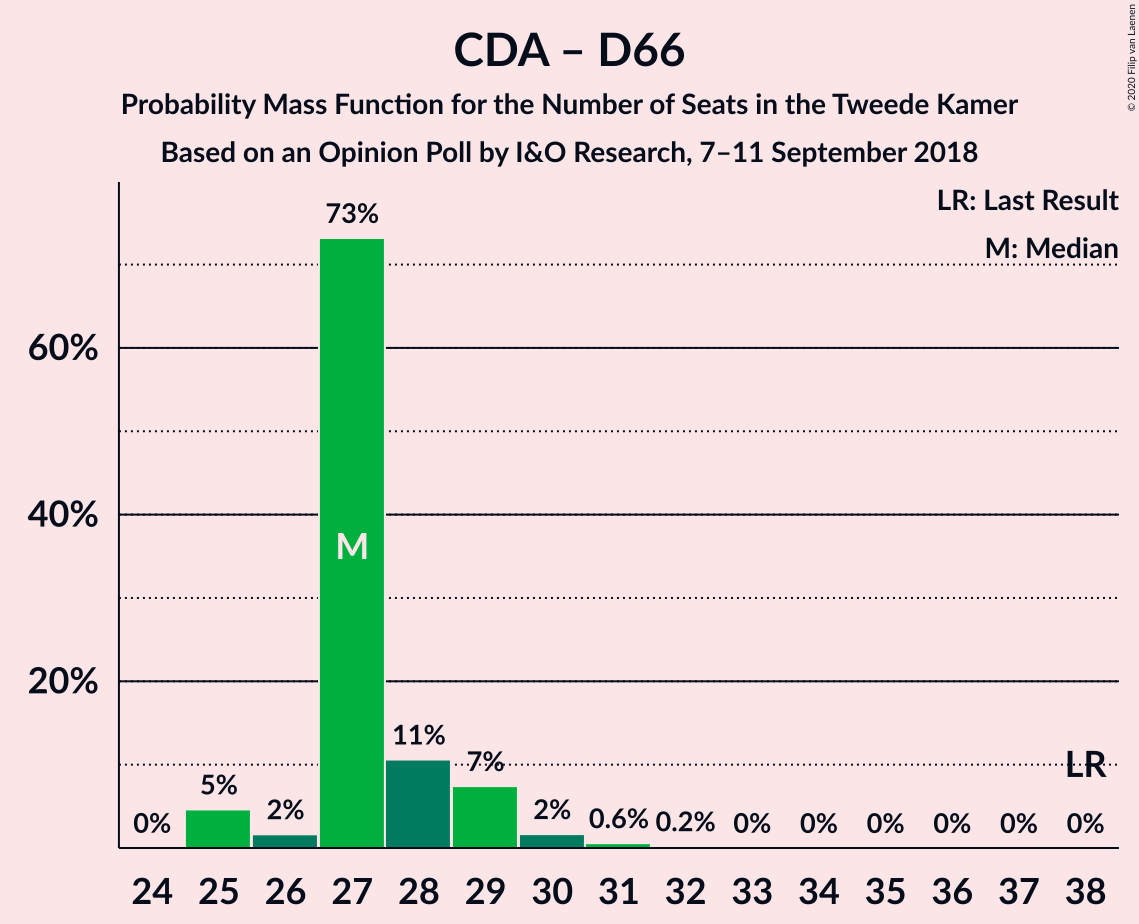 CDA – D66
Probability Mass Function for the Number of Seats in the Tweede Kamer
Based on an Opinion Poll by I&O Research, 7–11 September 2018
© 2020 Filip van Laenen
LR: Last Result
M: Median
60%
40%
20%
0%
5%
2%
73%
M
11%
7%
2%
0.6%
0.2%
0%
0%
0%
0%
0%
0%
LR
24 25 26 27 28 29 30 31 32 33 34 35 36 37 38